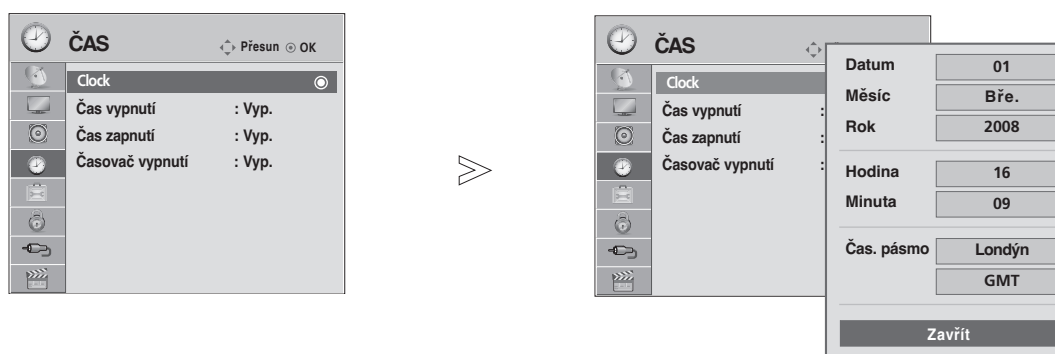 ČAS
Přesun OK
Clock
Čas vypnutí : Vyp.
Čas zapnutí : Vyp.
Časovač vypnutí : Vyp.
ČAS
Clock
Čas vypnutí :
Čas zapnutí :
Časovač vypnutí :
Datum 01
Měsíc Bře.
Rok 2008
Hodina 16
Minuta 09
Čas. pásmo Londýn
GMT
Zavřít